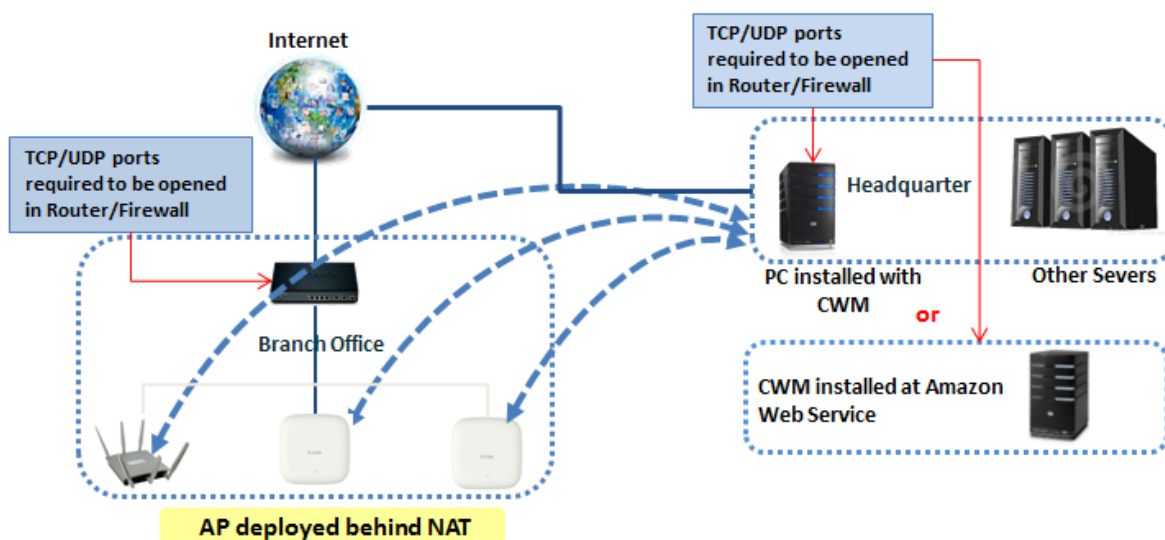 Internet
TCP/UDP ports
required to be opened
in Router/Firewall
TCP/UDP ports
required to be opened
in Router/Firewall
Headquarter
PC installed with
CWM
Other Severs
or
Branch Office
CWM installed at Amazon
Web Service
AP deployed behind NAT